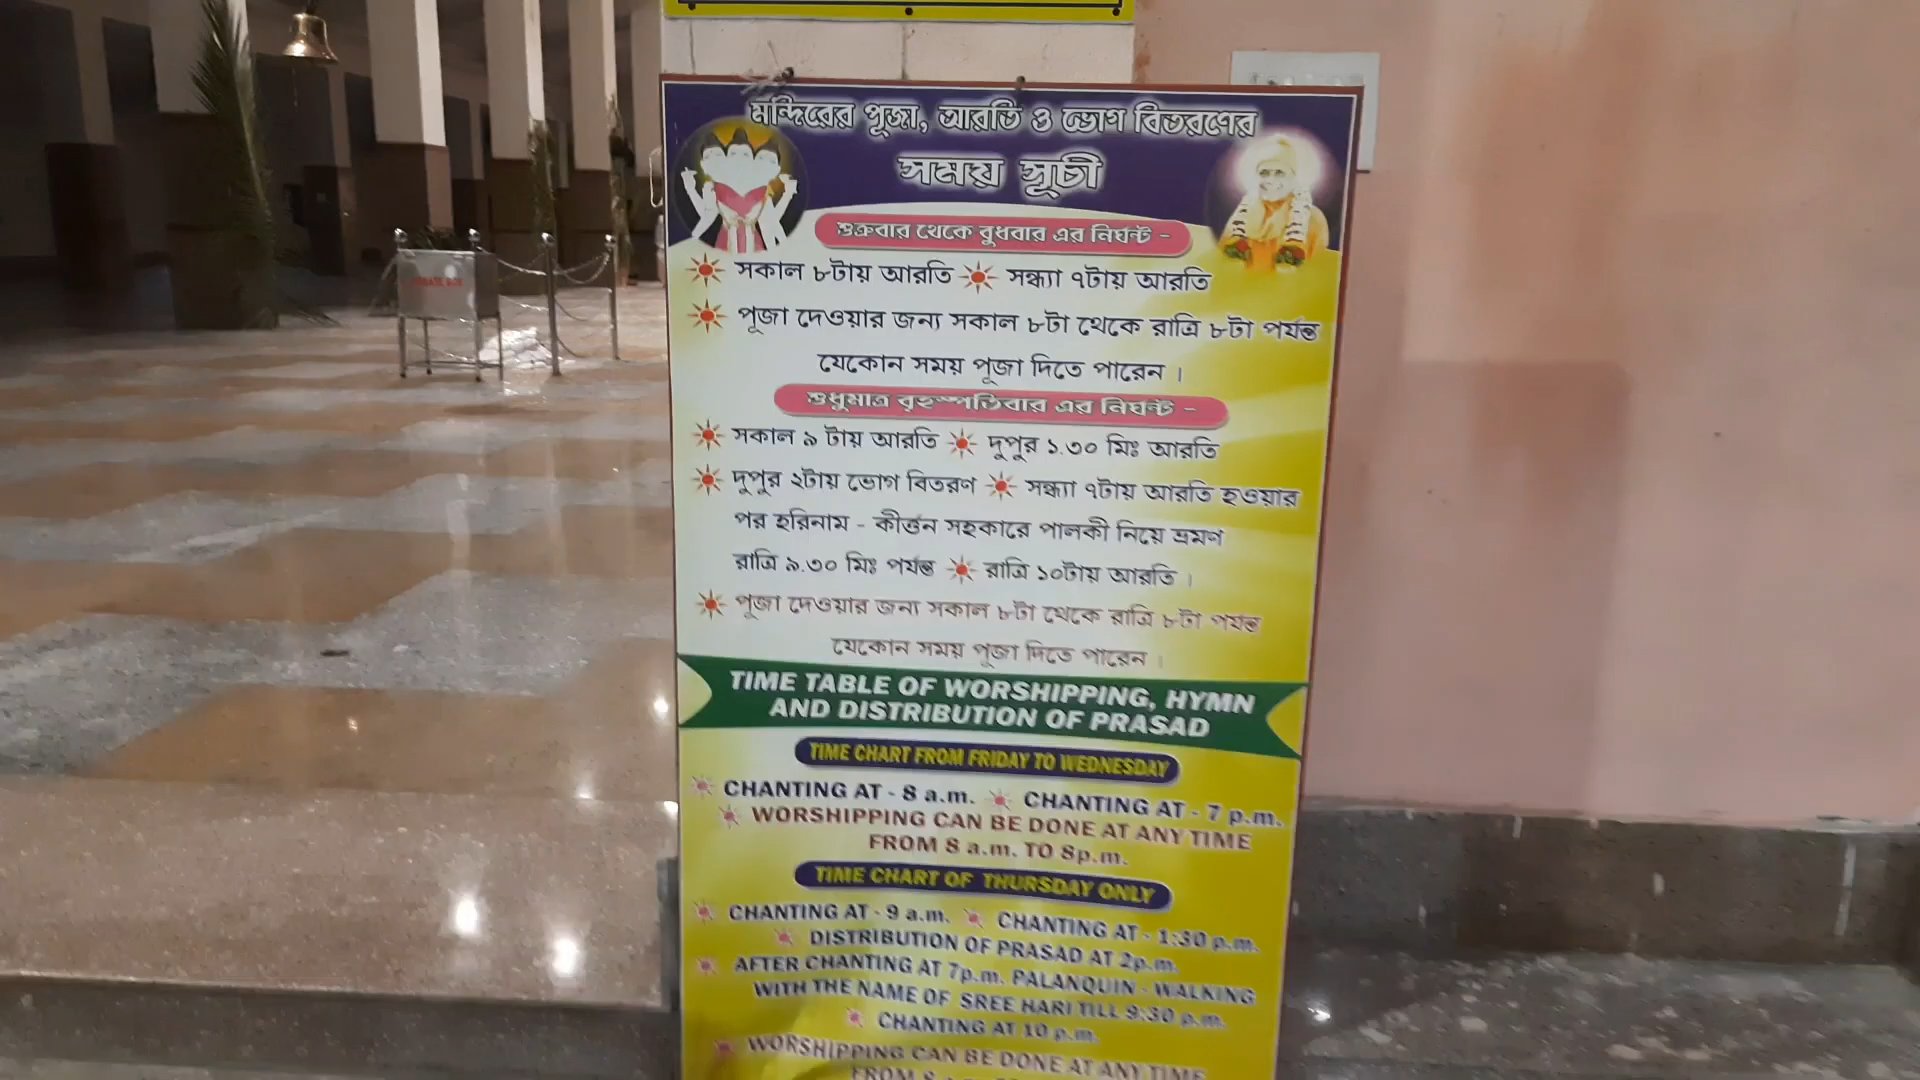 মন্দিরের পূজা, আরতি ও ভোগ বিতরণের
সময় সূচী
শুক্রবার থেকে বুধবার এর নির্ঘন্ট -
সকাল ৮টায় আরতি সন্ধ্যা ৭টায় আরতি
পূজা দেওয়ার জন্য সকাল ৮টা থেকে রাত্রি ৮টা পর্যন্ত
যেকোন সময় পূজা দিতে পারেন ।
শুধুমাত্র বৃহস্পতিবার এর নির্ঘন্ট -
সকাল ৯ টায় আরতি দুপুর ১.৩০ মিঃ আরতি
দুপুর ২টায় ভোগ বিতরণ সন্ধ্যা ৭টায় আরতি হওয়ার
পর হরিনাম - কীর্ত্তন সহকারে পালকী নিয়ে ভ্রমণ
রাত্রি ৯.৩০ মিঃ পর্যন্ত রাত্রি ১০টায় আরতি ।
পূজা দেওয়ার জন্য সকাল ৮টা থেকে রাত্রি ৮টা পর্যন্ত
যেকোন সময় পূজা দিতে পারেন ।
TIME TABLE OF WORSHIPPING, HYMN
AND DISTRIBUTION OF PRASAD
TIME CHART FROM FRIDAY TO WEDNESDAY
CHANTING AT - 8 a.m. CHANTING AT - 7 p.m.
WORSHIPPING CAN BE DONE AT ANY TIME
FROM 8 a.m. TO 8p.m.
TIME CHART OF THURSDAY ONLY
CHANTING AT - 9 a.m. CHANTING AT - 1:30 p.m.
DISTRIBUTION OF PRASAD AT 2p.m.
AFTER CHANTING AT 7p.m. PALANQUIN - WALKING
WITH THE NAME OF SREE HARI TILL 9:30 p.m.
CHANTING AT 10 p.m.
WORSHIPPING CAN BE DONE AT ANY TIME
FROM 8